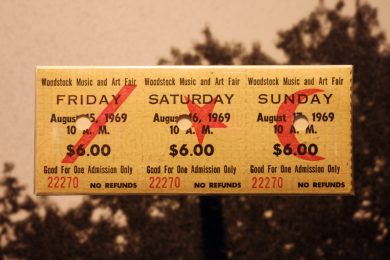 Woodstock Music and Art Fair
FRIDAY
August 15, 1969
10 A. M.
$6.00
Good For One Admission Only
22270 NO REFUNDS
Woodstock Music and Art Fair
SATURDAY
August 16, 1969
10 A. M.
$6.00
Good For One Admission Only
22270 NO REFUNDS
Woodstock Music and Art Fair
SUNDAY
August 1969
10 A. M.
$6.00
Good For One Admission Only
22270 NO REFUNDS